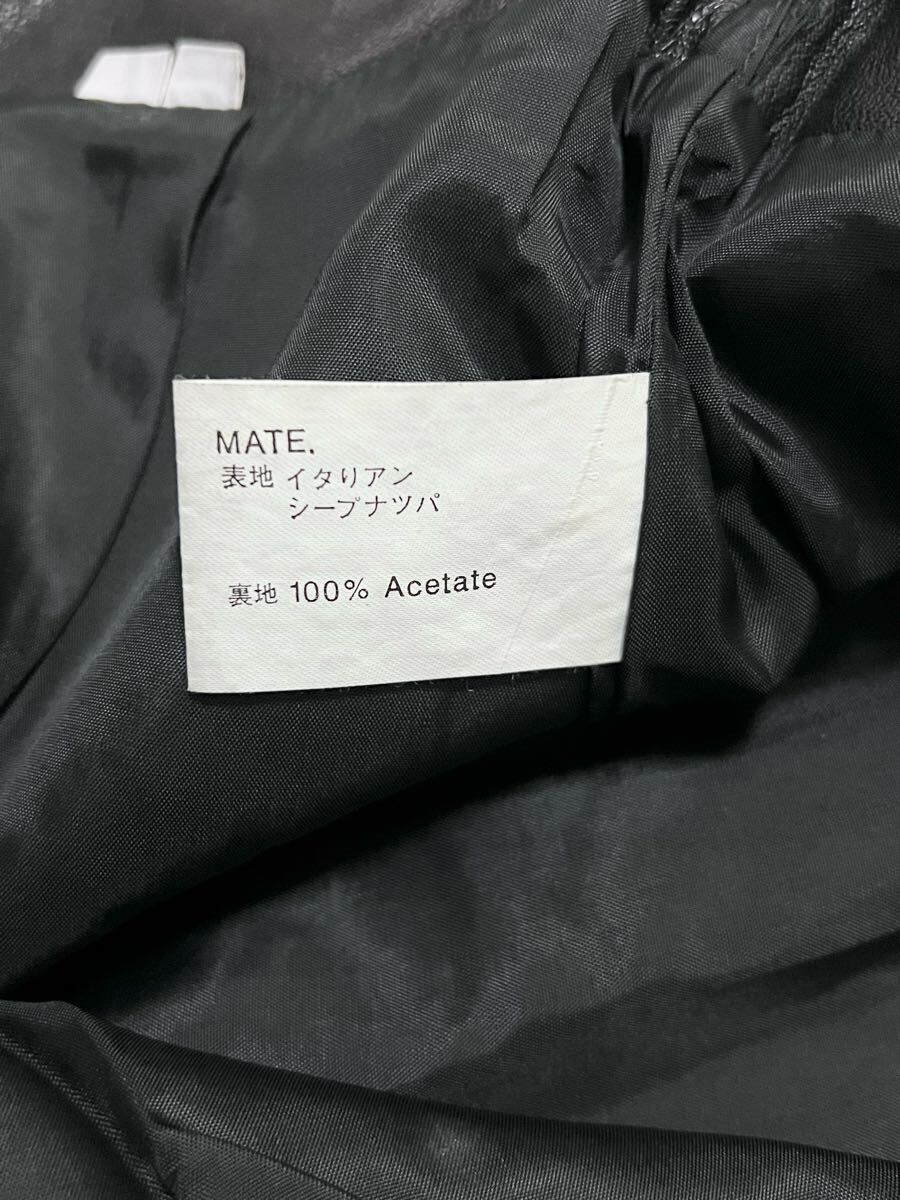 MATE.
表地 イタリアン
シープナツパ
裏地 100% Acetate